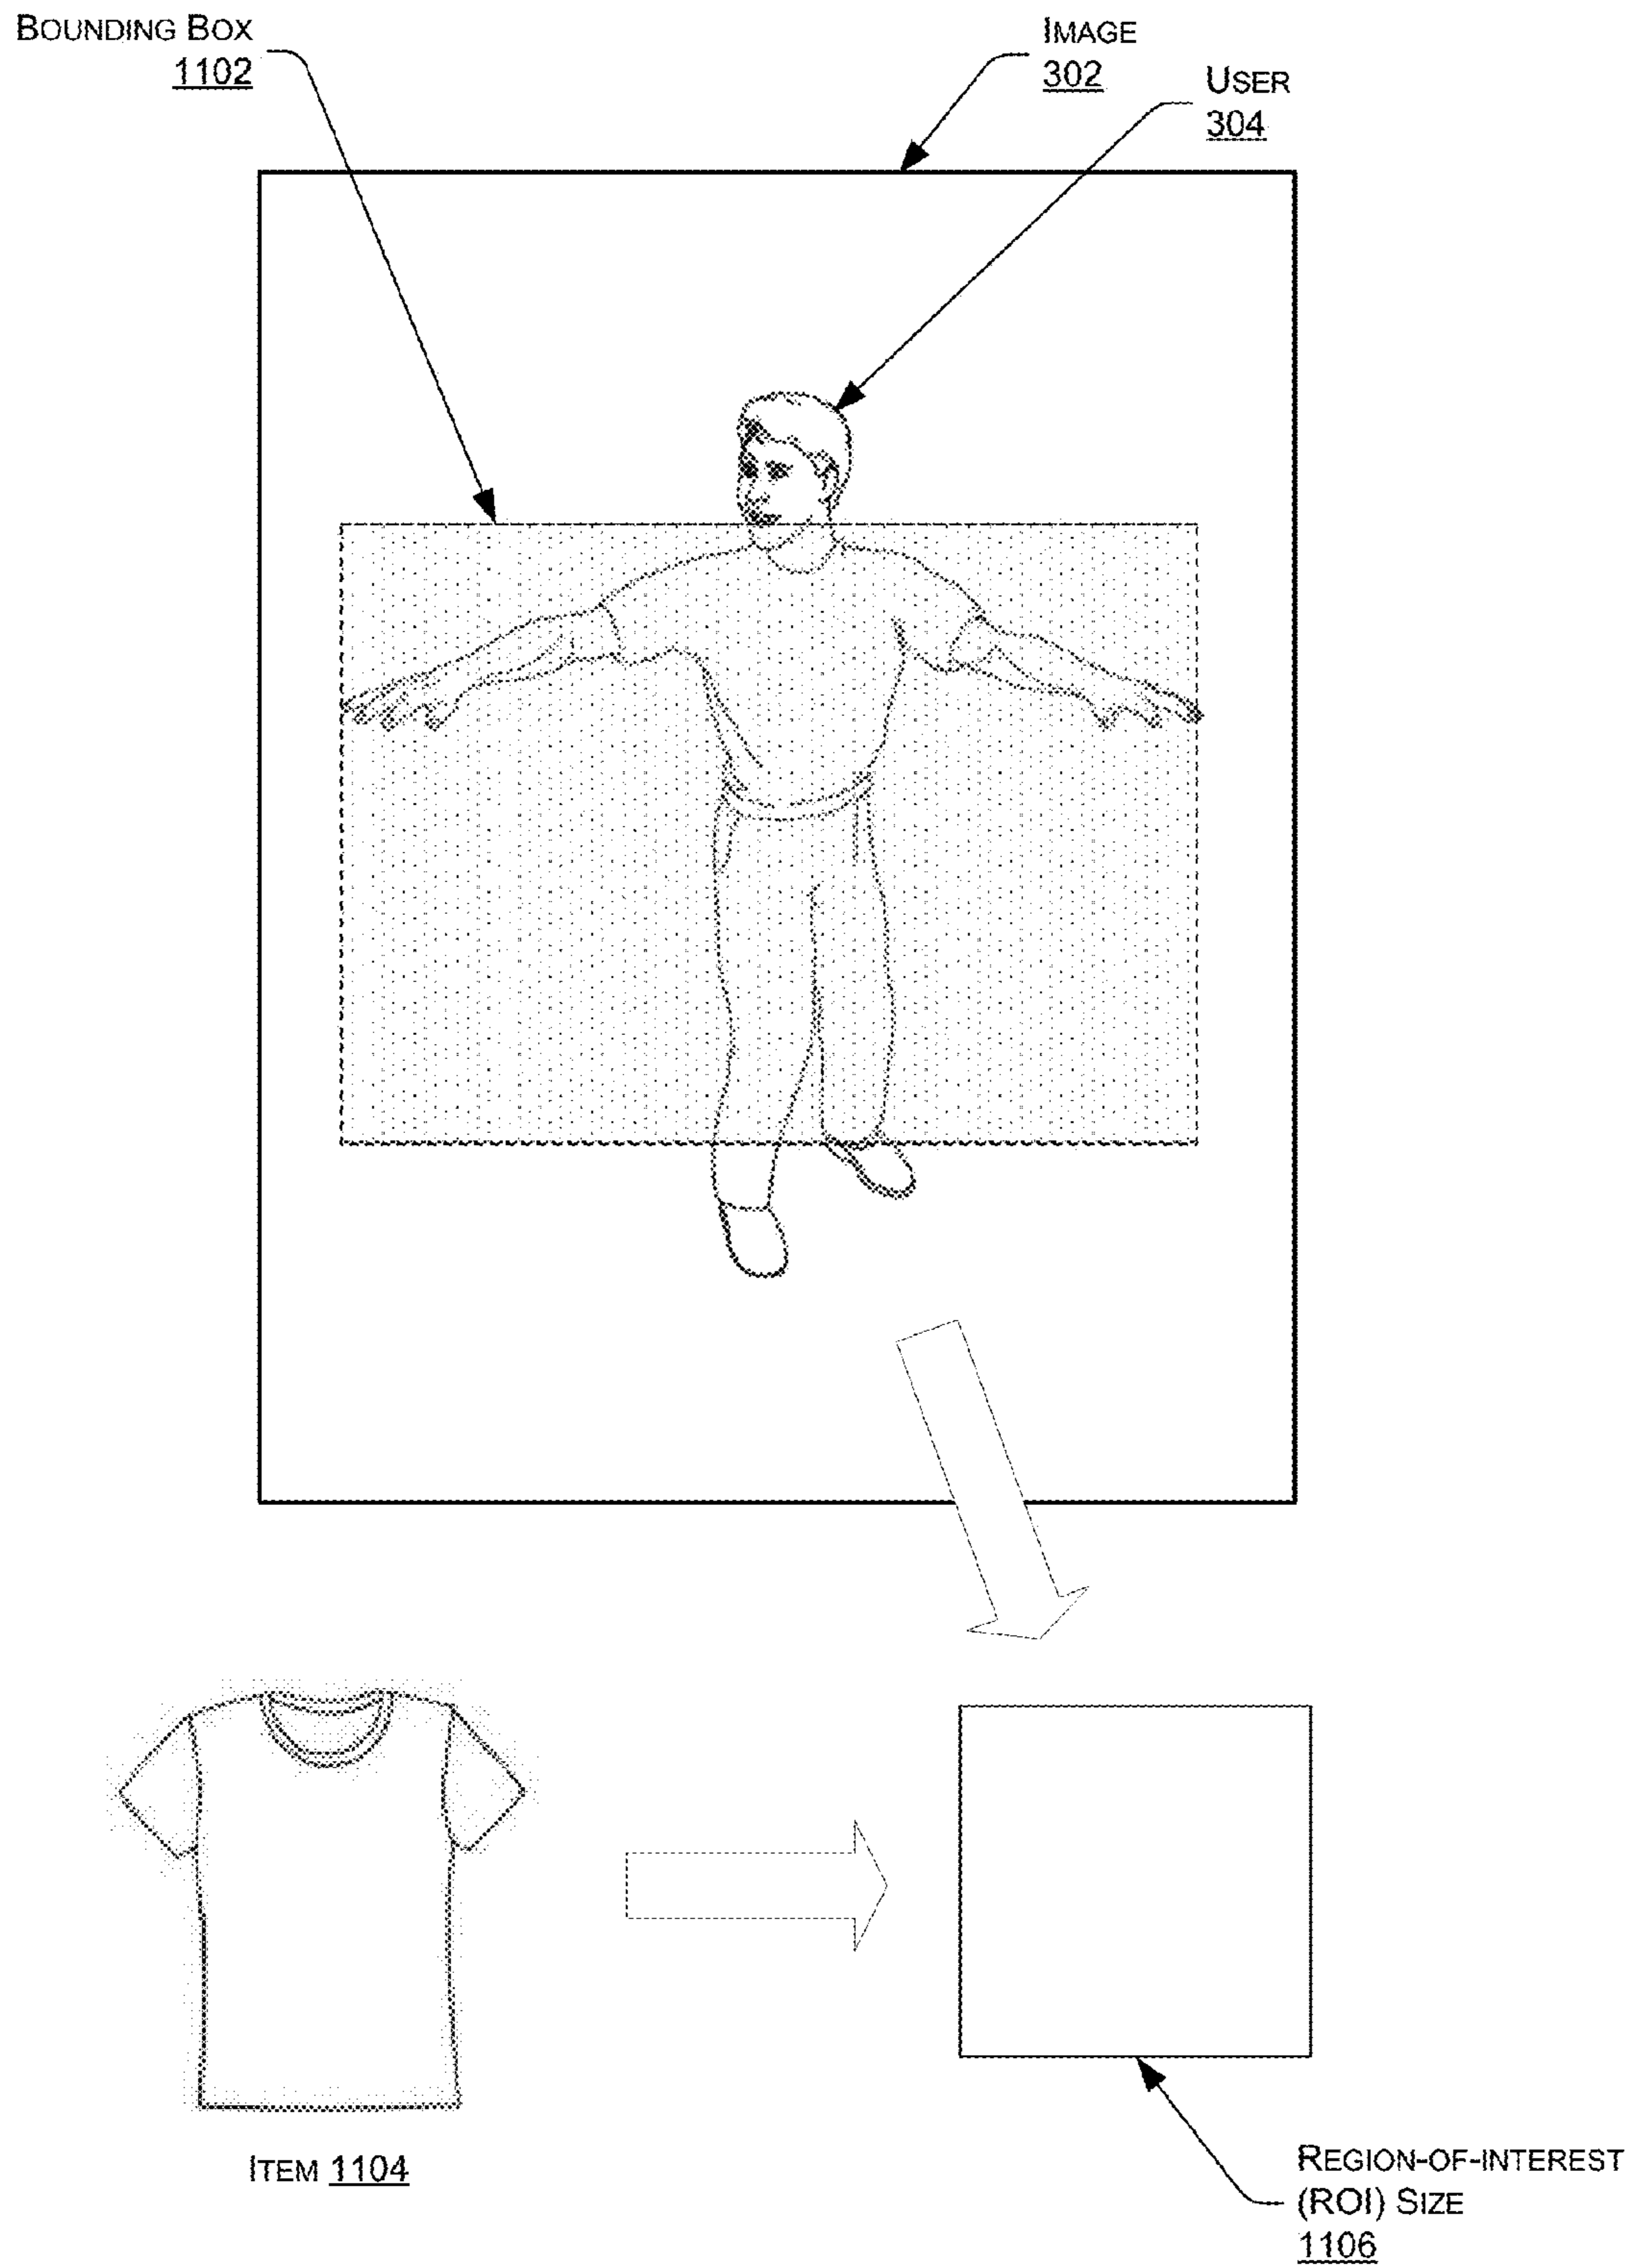 BOUNDING BOX
1102
IMAGE
302
USER
304
ITEM 1104
REGION-OF-INTEREST
(ROI) SIZE
1106